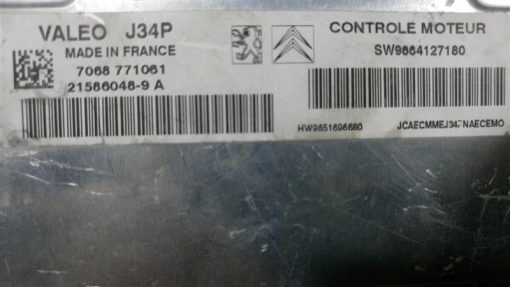 VALEO J34P
MADE IN FRANCE
7068 771061
21586048-9 A
CONTROLE MOTEUR
SW9664127180
HW9651696680